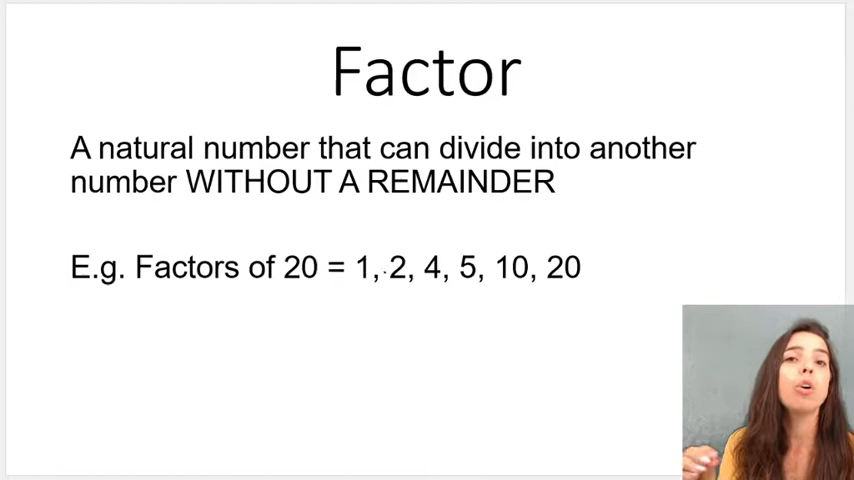 Factor
A natural number that can divide into another
number WITHOUT A REMAINDER
E.g. Factors of 20 = 1, 2, 4, 5, 10, 20